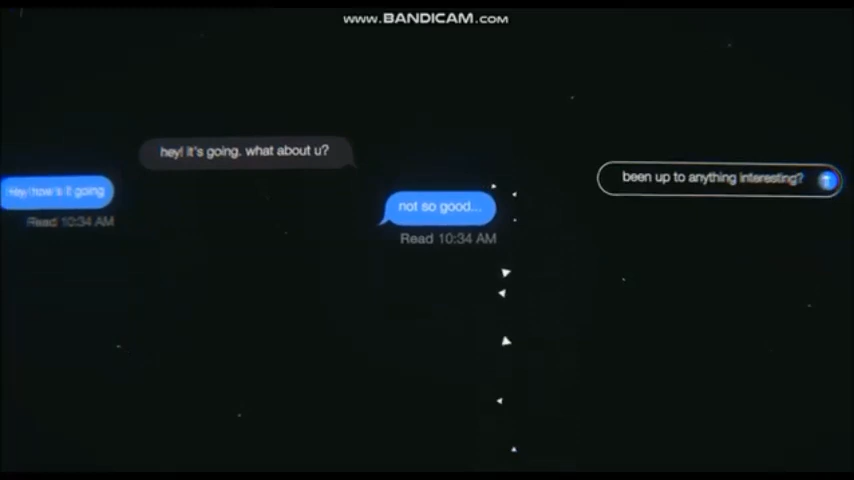 www.BANDICAM.com
hey! it's going. what about u?
hey how's it going
Read 10:34 AM
not so good...
Read 10:34 AM
been up to anything interesting?